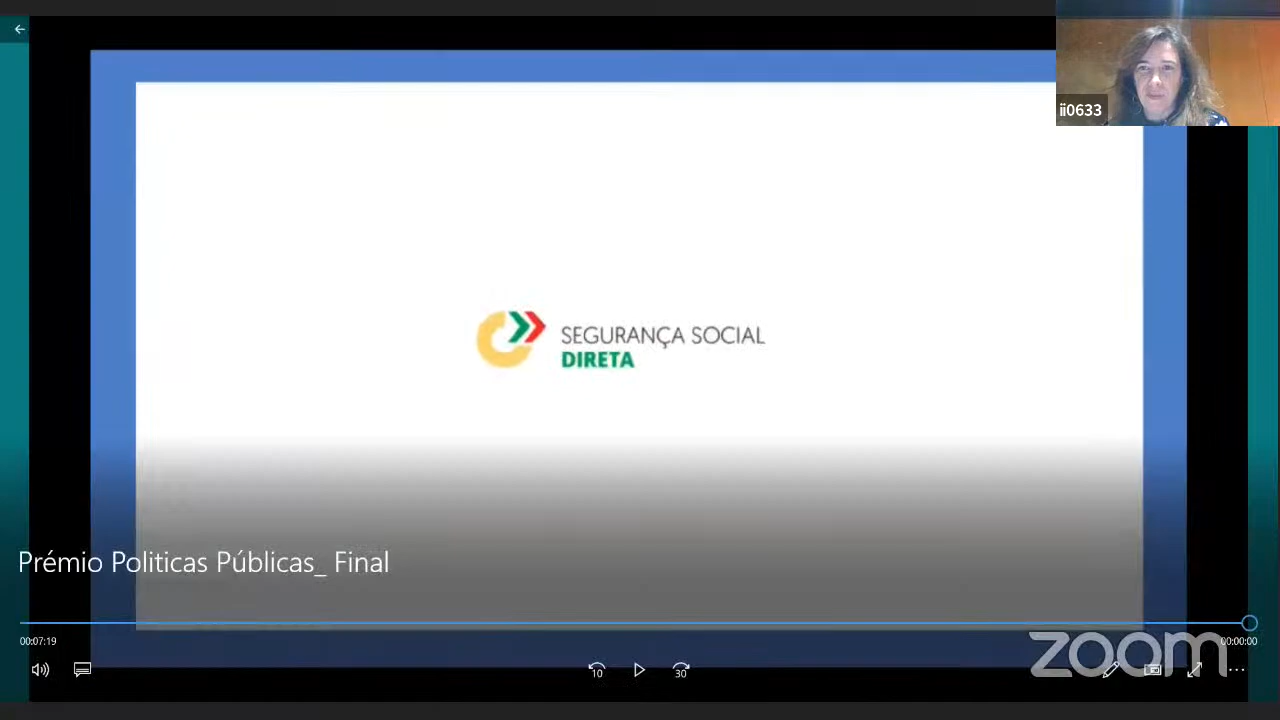 ii0633
SEGURANÇA SOCIAL
DIRETA
Prémio Politicas Públicas_ Final
00:07:19
00:00:00
10
30
zoom